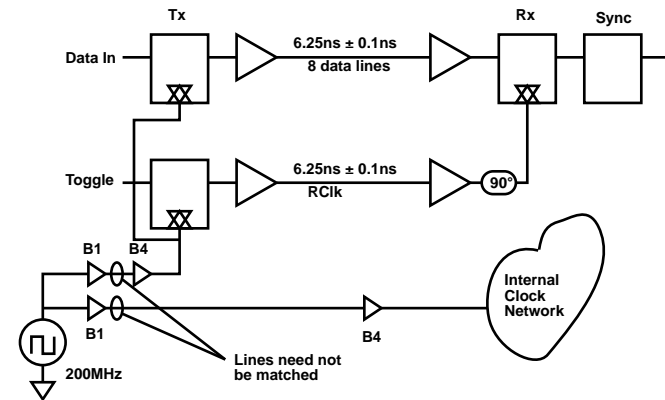 Tx
Rx
Sync
Data In
6.25ns ± 0.1ns
8 data lines
Toggle
6.25ns ± 0.1ns
RClk
90°
B1
B4
B1
B4
Internal
Clock
Network
200MHz
Lines need not
be matched